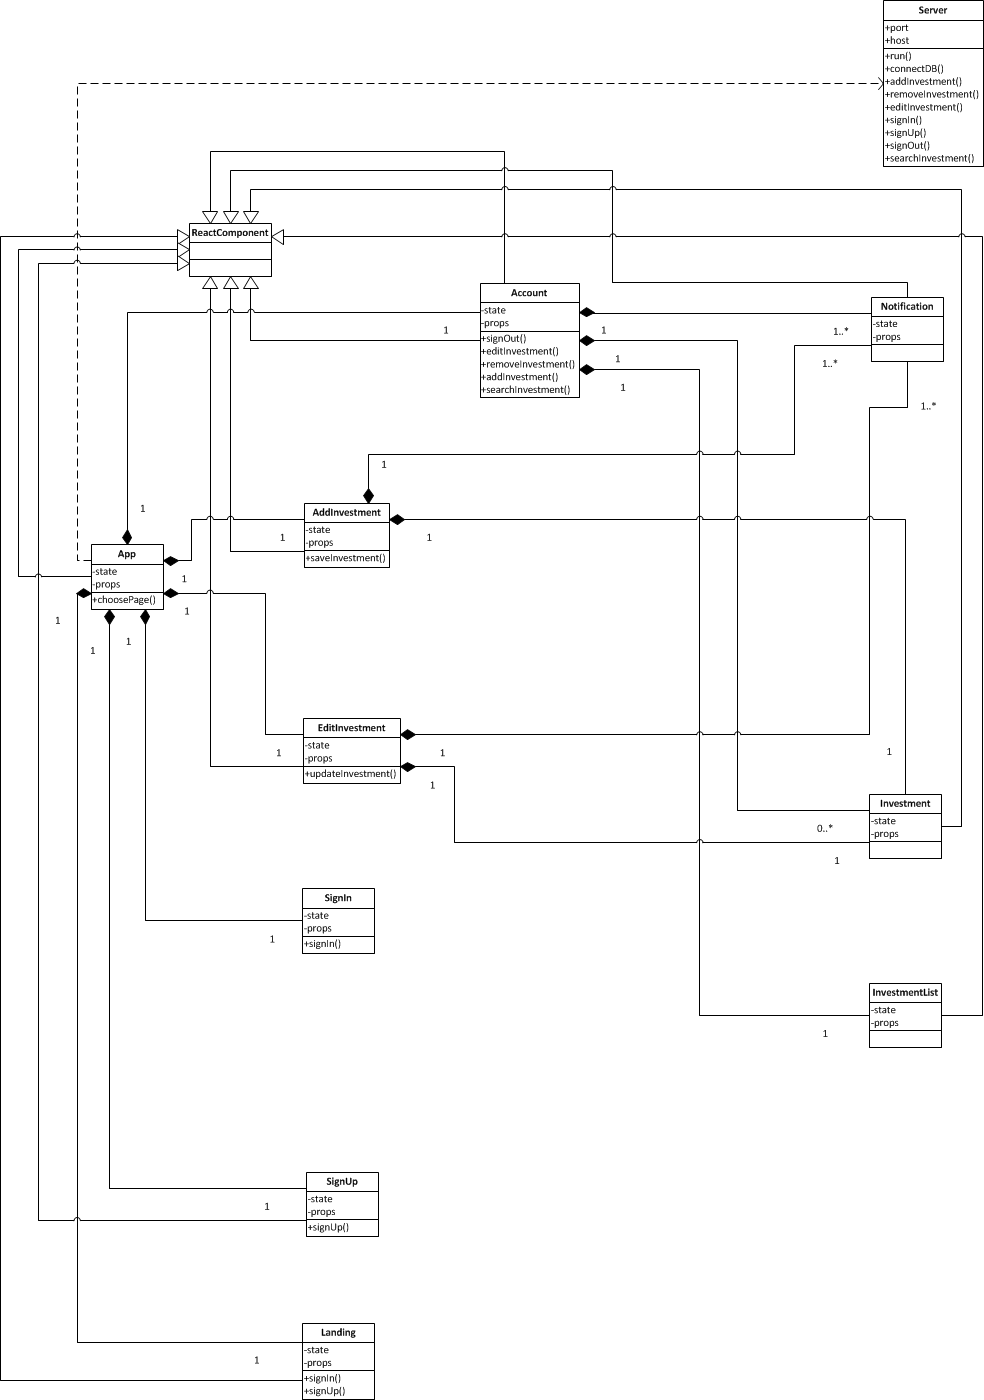 Server
+port
+host
+run()
+connectDB()
+addInvestment()
+removeInvestment()
+editInvestment()
+signIn()
+signUp()
+signOut()
+searchInvestment()
ReactComponent
Account
-state
-props
+signOut()
+editInvestment()
+removeInvestment()
+addInvestment()
+searchInvestment()
Notification
-state
-props
1
1
1..*
1
1..*
1
1..*
1
AddInvestment
-state
-props
+saveInvestment()
1
1
1
App
-state
-props
+choosePage()
1
1
1
1
1
EditInvestment
-state
-props
+updateInvestment()
1
1
1
1
Investment
-state
-props
0..*
1
SignIn
-state
-props
+signIn()
1
InvestmentList
-state
-props
1
SignUp
-state
-props
+signUp()
1
Landing
-state
-props
+signIn()
+signUp()
1